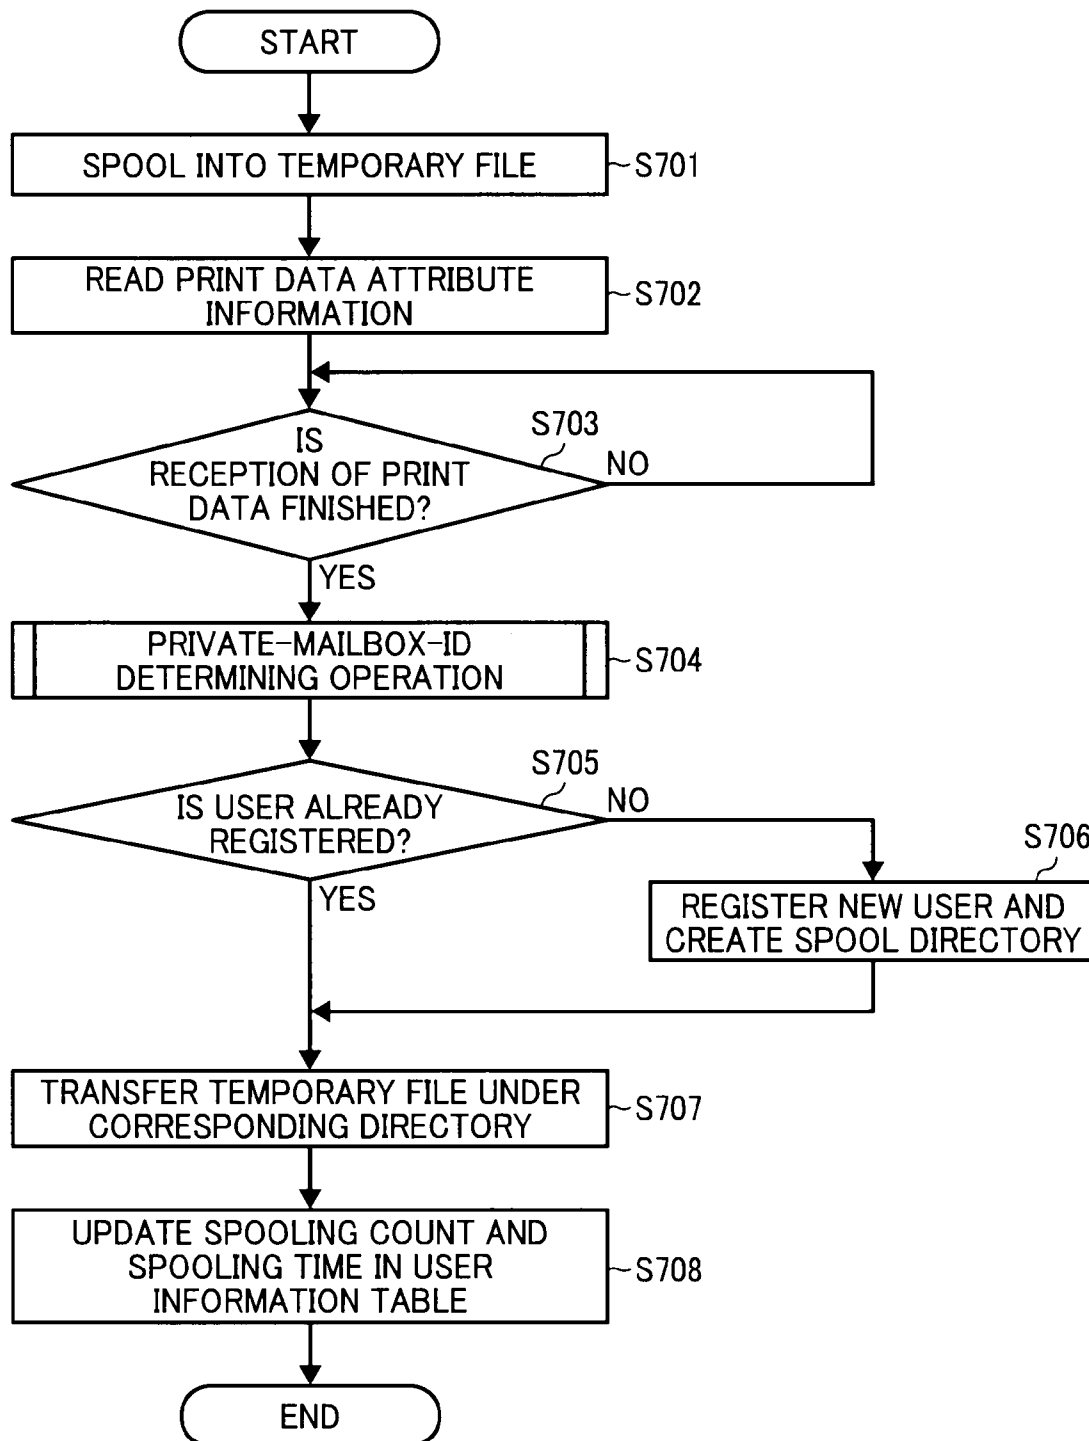 START
SPOOL INTO TEMPORARY FILE
S701
READ PRINT DATA ATTRIBUTE
INFORMATION
S702
IS
RECEPTION OF PRINT
DATA FINISHED?
S703
NO
YES
PRIVATE-MAILBOX-ID
DETERMINING OPERATION
S704
IS USER ALREADY
REGISTERED?
S705
NO
YES
S706
REGISTER NEW USER AND
CREATE SPOOL DIRECTORY
TRANSFER TEMPORARY FILE UNDER
CORRESPONDING DIRECTORY
S707
UPDATE SPOOLING COUNT AND
SPOOLING TIME IN USER
INFORMATION TABLE
S708
END